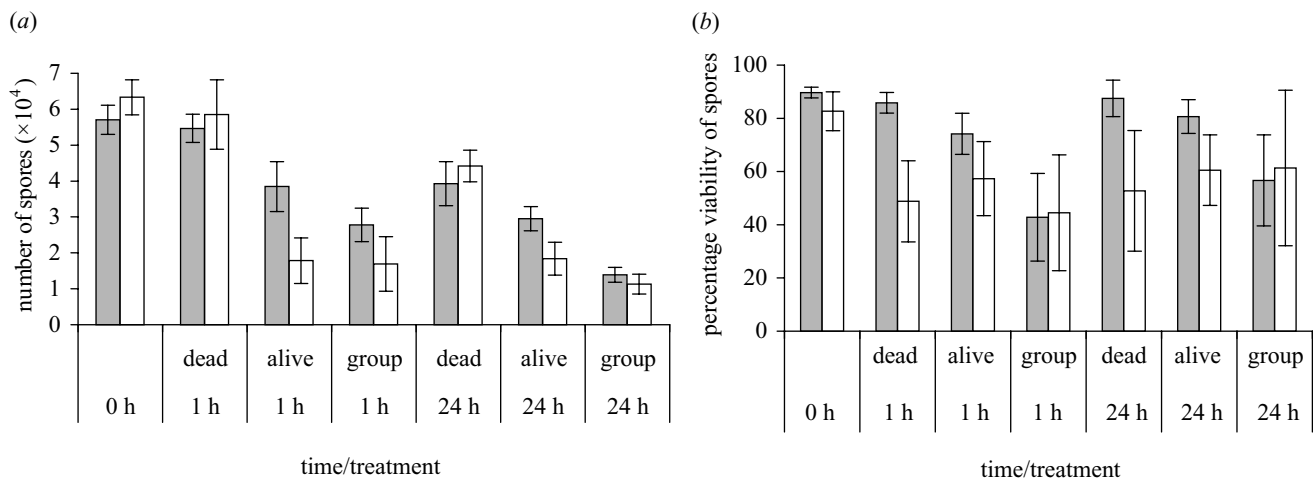 (a)
number of spores (×10⁴)
7
6
5
4
3
2
1
0
dead alive group dead alive group
0 h 1 h 1 h 1 h 24 h 24 h 24 h
time/treatment
(b)
percentage viability of spores
100
80
60
40
20
0
dead alive group dead alive group
0 h 1 h 1 h 1 h 24 h 24 h 24 h
time/treatment